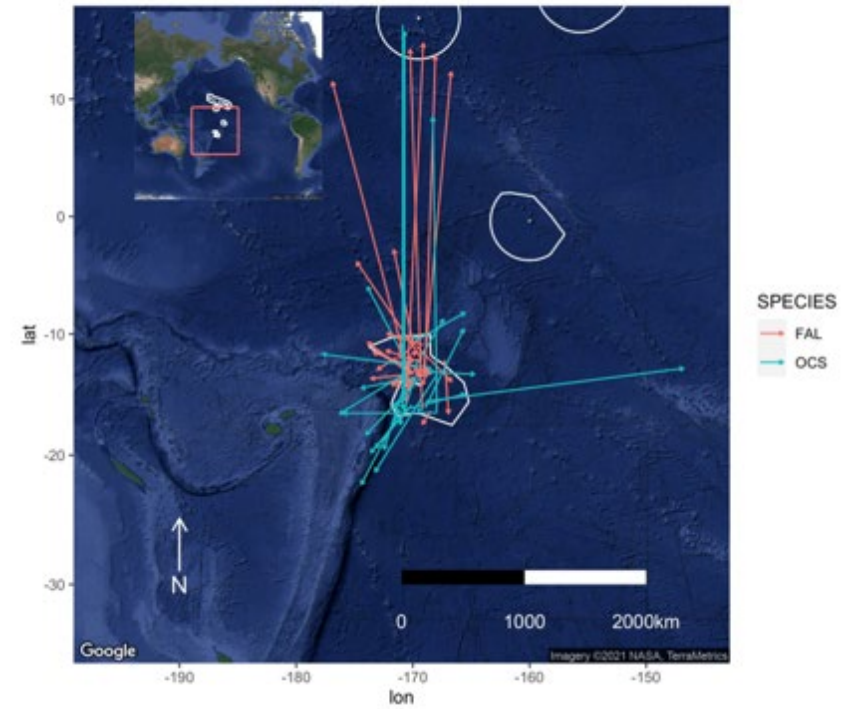 10
0
-10
-20
-30
lat
N
0 1000 2000km
Google
Imagery ©2021 NASA, TerraMetrics
-190 -180 -170 -160 -150
lon
SPECIES
FAL
OCS